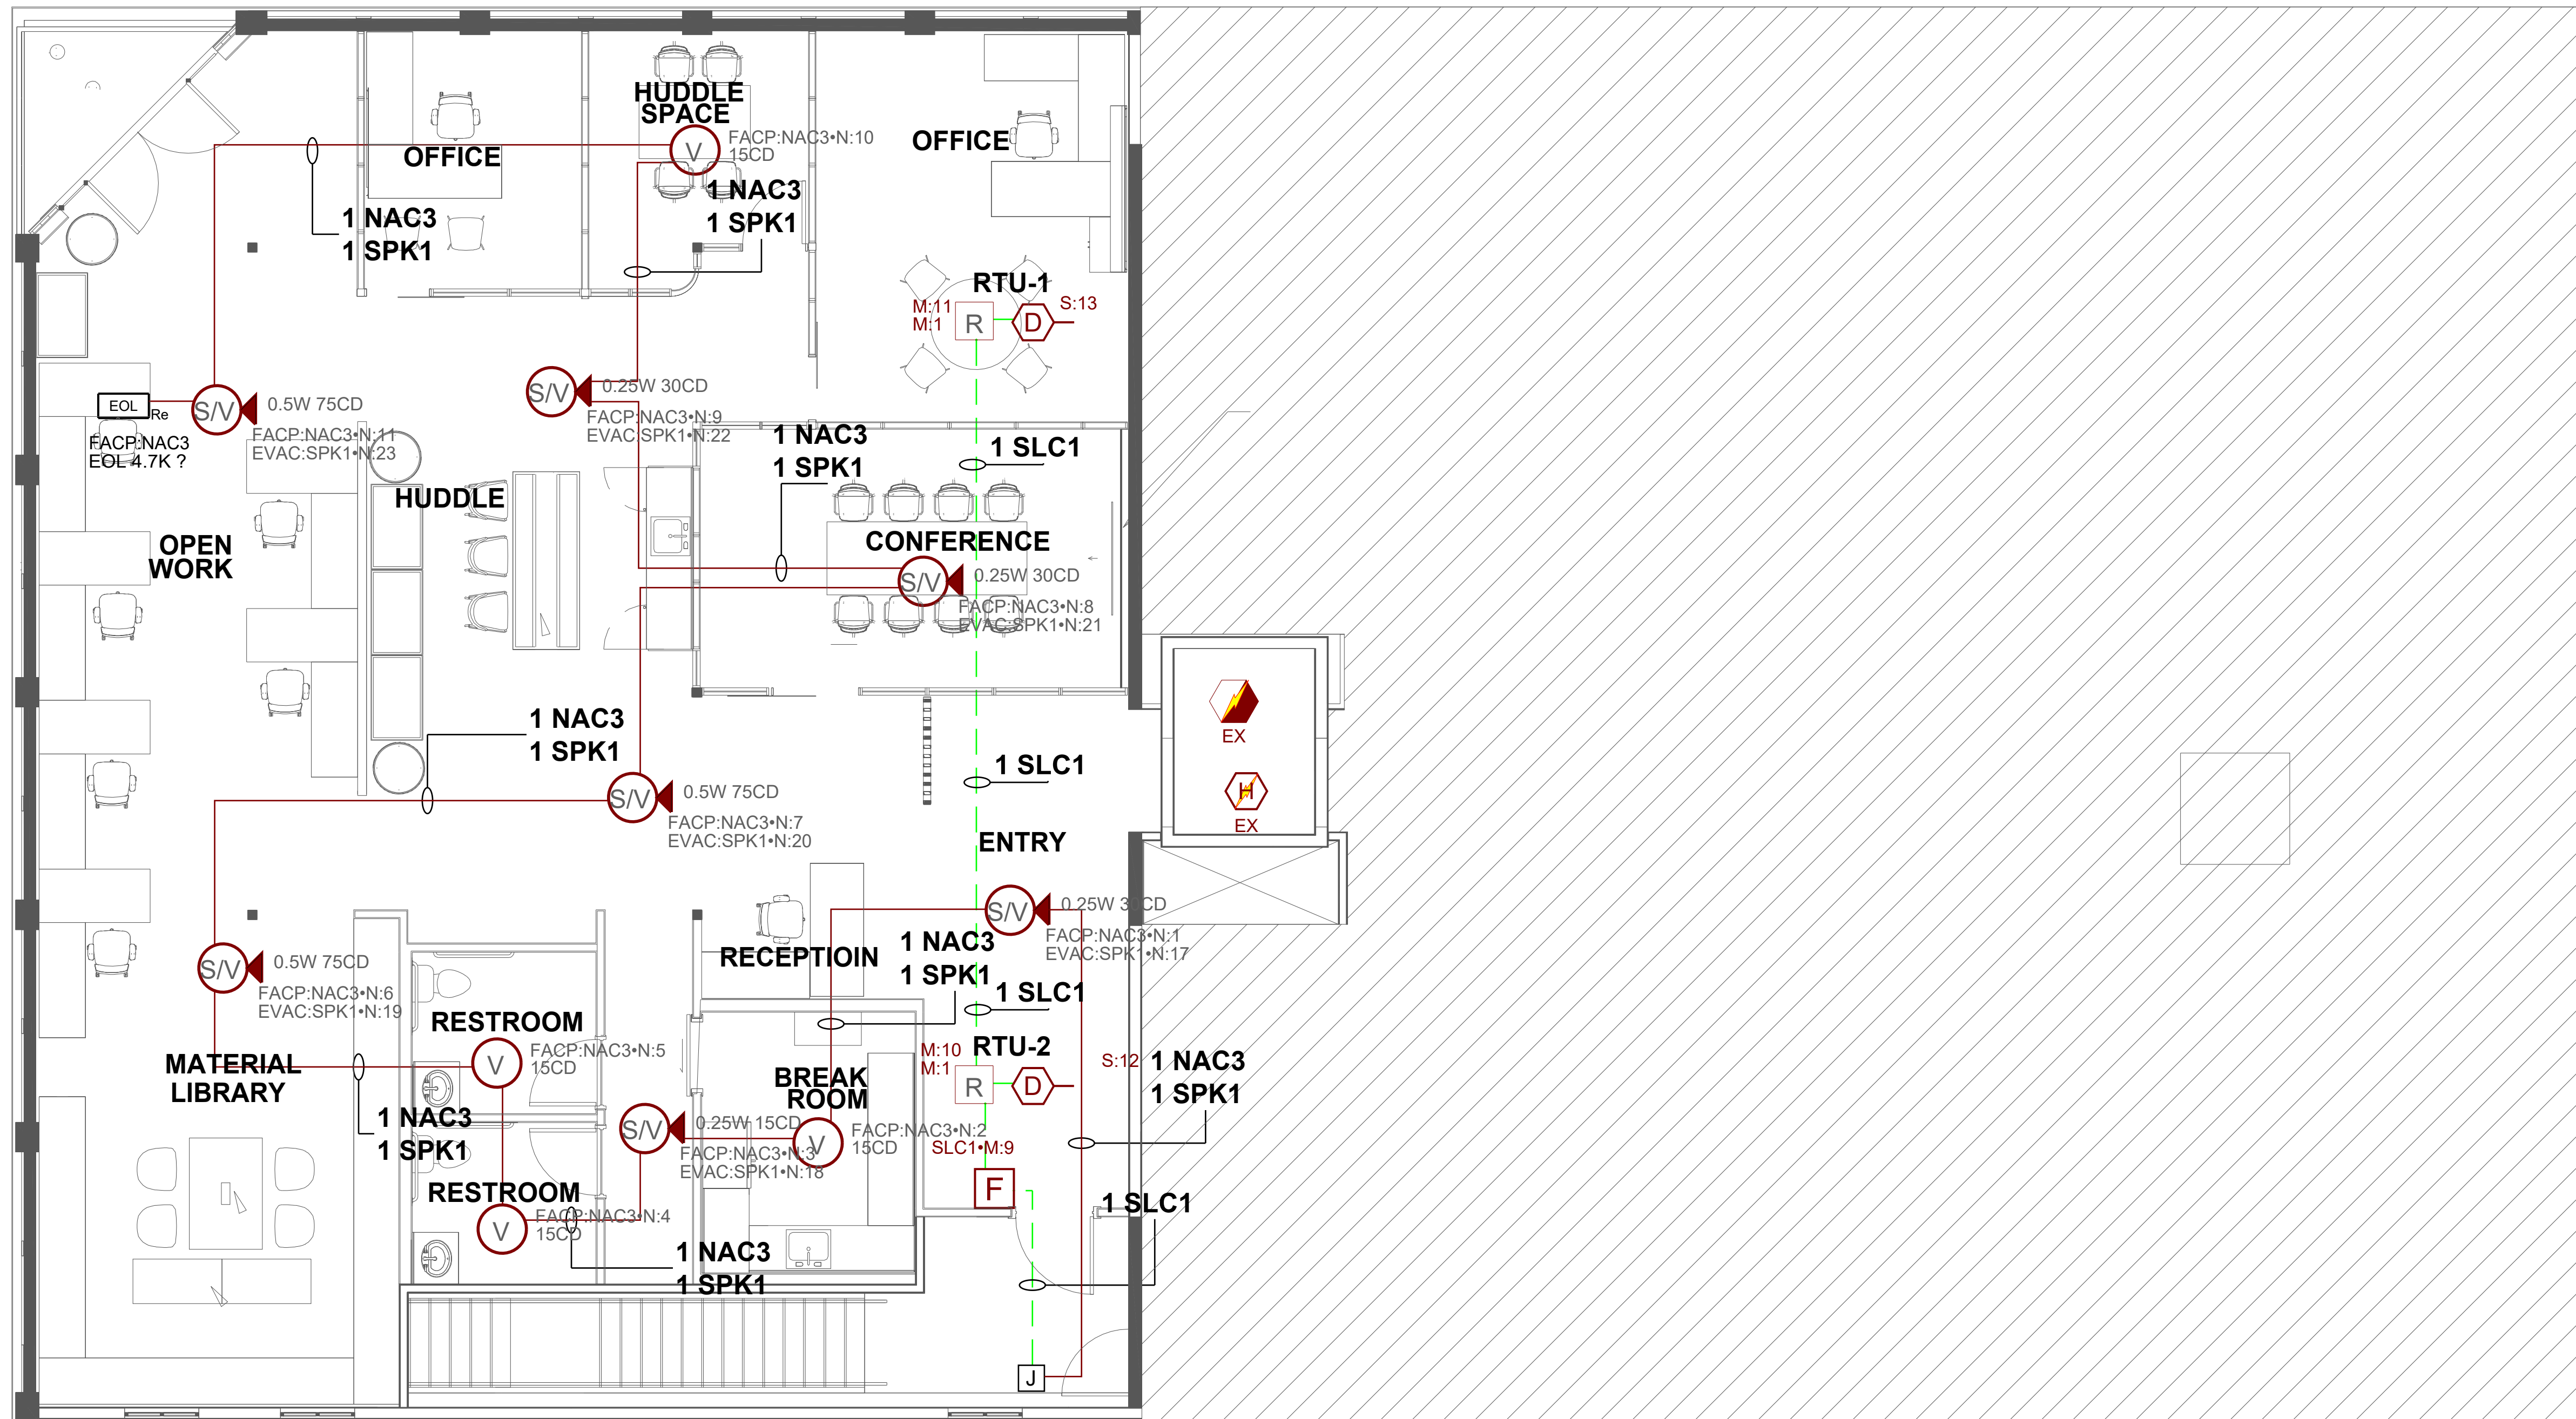 HUDDLE
SPACE
V
FACP:NAC3•N:10
15CD
OFFICE
OFFICE
1 NAC3
1 SPK1
1 NAC3
1 SPK1
RTU-1
M:11
M:1
R
D
S:13
S/V
0.25W 30CD
FACP:NAC3•N:9
EVAC:SPK1•N:22
EOL
Re
FACP:NAC3
EOL 4.7K ?
S/V
0.5W 75CD
FACP:NAC3•N:11
EVAC:SPK1•N:23
1 NAC3
1 SPK1
1 SLC1
HUDDLE
OPEN
WORK
CONFERENCE
S/V
0.25W 30CD
FACP:NAC3•N:8
EVAC:SPK1•N:21
EX
H
EX
1 NAC3
1 SPK1
1 SLC1
S/V
0.5W 75CD
FACP:NAC3•N:7
EVAC:SPK1•N:20
ENTRY
S/V
0.25W 30CD
FACP:NAC3•N:1
EVAC:SPK1•N:17
RECEPTIOIN
1 NAC3
1 SPK1
1 SLC1
S/V
0.5W 75CD
FACP:NAC3•N:6
EVAC:SPK1•N:19
RESTROOM
V
FACP:NAC3•N:5
15CD
MATERIAL
LIBRARY
BREAK
ROOM
M:10
M:1
RTU-2
R
D
S:12
1 NAC3
1 SPK1
1 NAC3
1 SPK1
S/V
0.25W 15CD
FACP:NAC3•N:3
EVAC:SPK1•N:18
V
FACP:NAC3•N:2
15CD
SLC1•M:9
F
RESTROOM
V
FACP:NAC3•N:4
15CD
1 SLC1
1 NAC3
1 SPK1
J